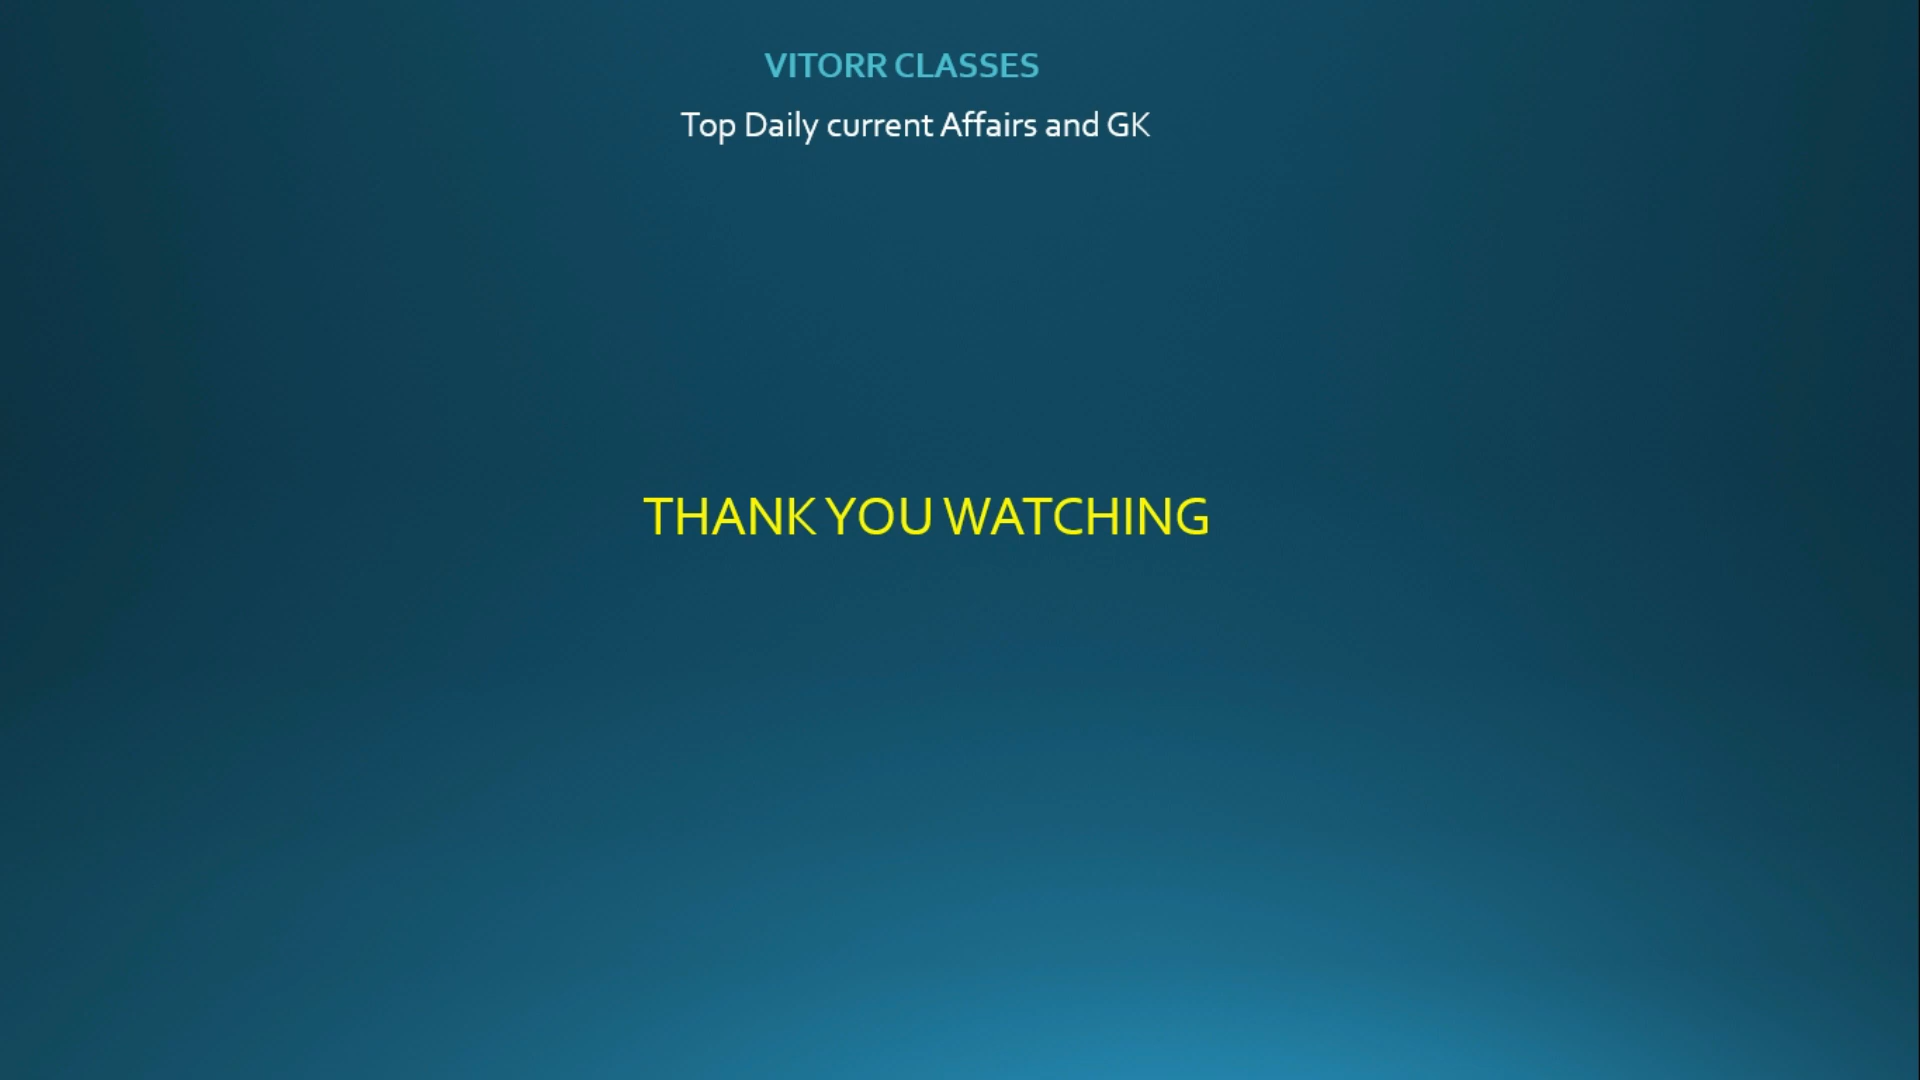 VITORR CLASSES
Top Daily current Affairs and GK
THANK YOU WATCHING